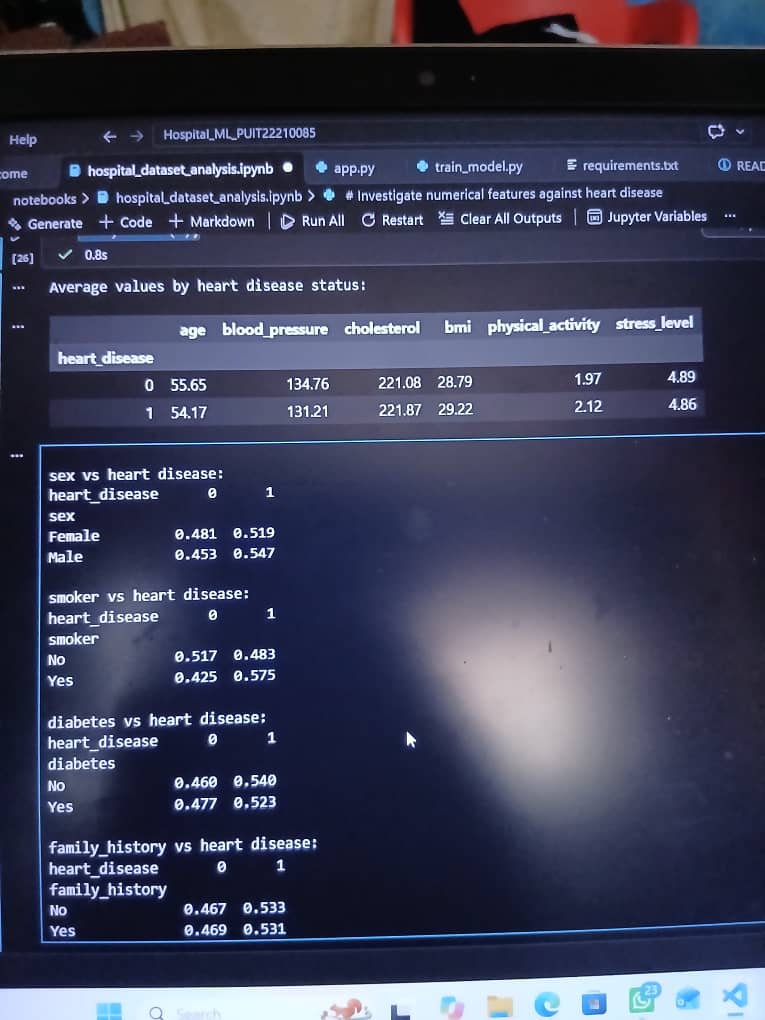 Help
Hospital_ML_PUIT22210085
ome hospital_dataset_analysis.ipynb app.py train_model.py requirements.txt READ
notebooks > hospital_dataset_analysis.ipynb > # Investigate numerical features against heart disease
Generate + Code + Markdown | Run All Restart Clear All Outputs | Jupyter Variables ...
[26] 0.8s
... Average values by heart disease status:
... age blood_pressure cholesterol bmi physical_activity stress_level
heart_disease
0 55.65 134.76 221.08 28.79 1.97 4.89
1 54.17 131.21 221.87 29.22 2.12 4.86
...
sex vs heart disease:
heart_disease 0 1
sex
Female 0.481 0.519
Male 0.453 0.547
smoker vs heart disease:
heart_disease 0 1
smoker
No 0.517 0.483
Yes 0.425 0.575
diabetes vs heart disease:
heart_disease 0 1
diabetes
No 0.460 0.540
Yes 0.477 0.523
family_history vs heart disease:
heart_disease 0 1
family_history
No 0.467 0.533
Yes 0.469 0.531
Search
23